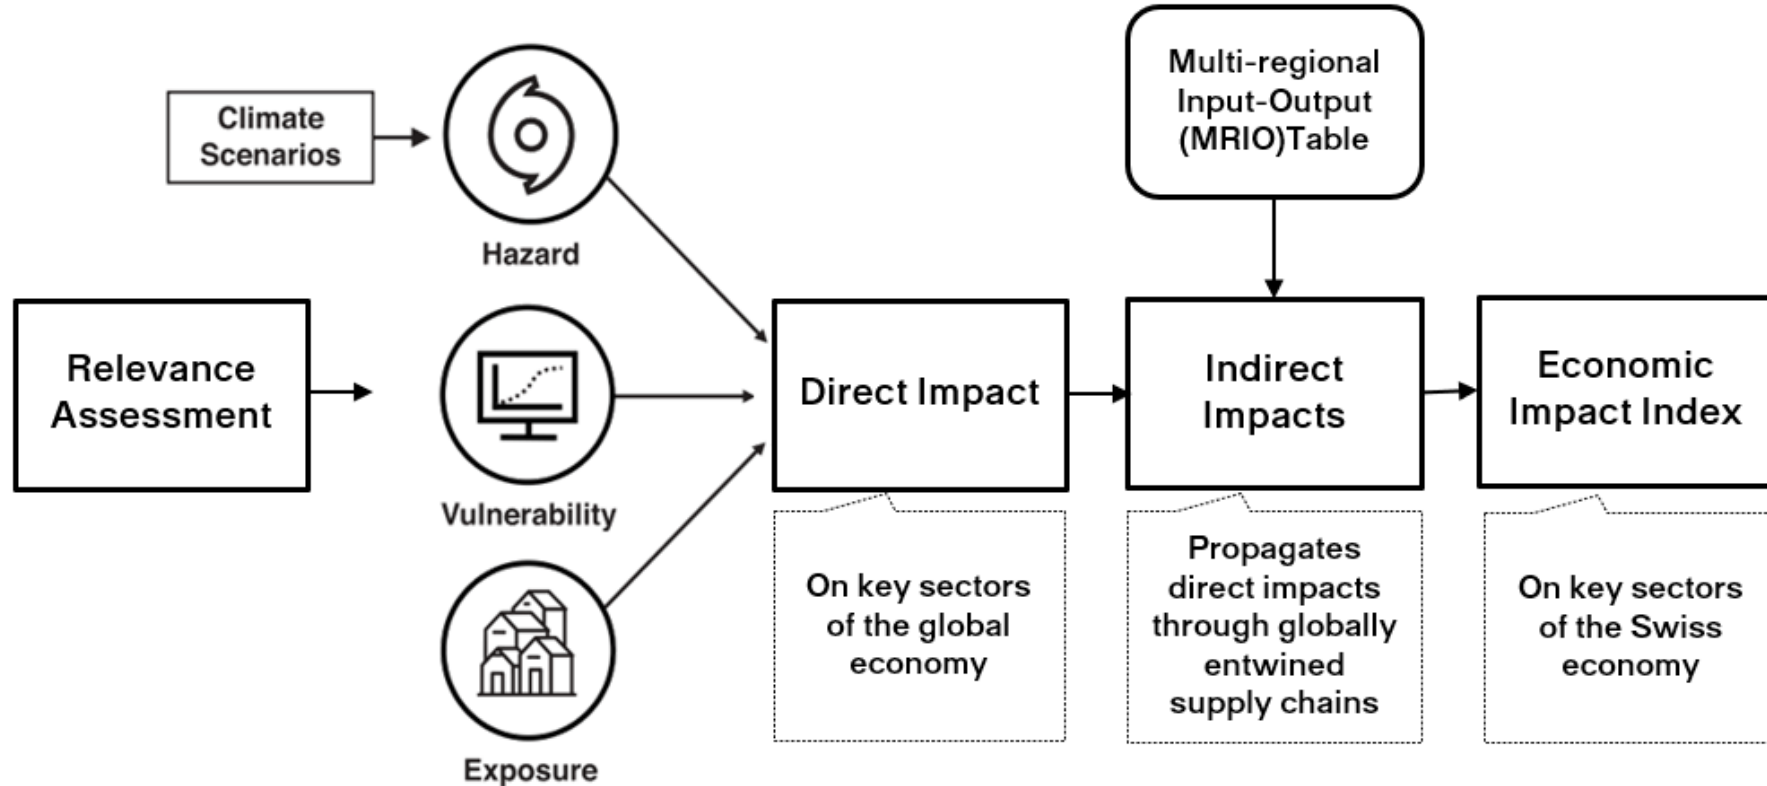 Climate
Scenarios
Hazard
Multi-regional
Input-Output
(MRIO)Table
Relevance
Assessment
Vulnerability
Exposure
Direct Impact
Indirect
Impacts
Economic
Impact Index
On key sectors
of the global
economy
Propagates
direct impacts
through globally
entwined
supply chains
On key sectors
of the Swiss
economy